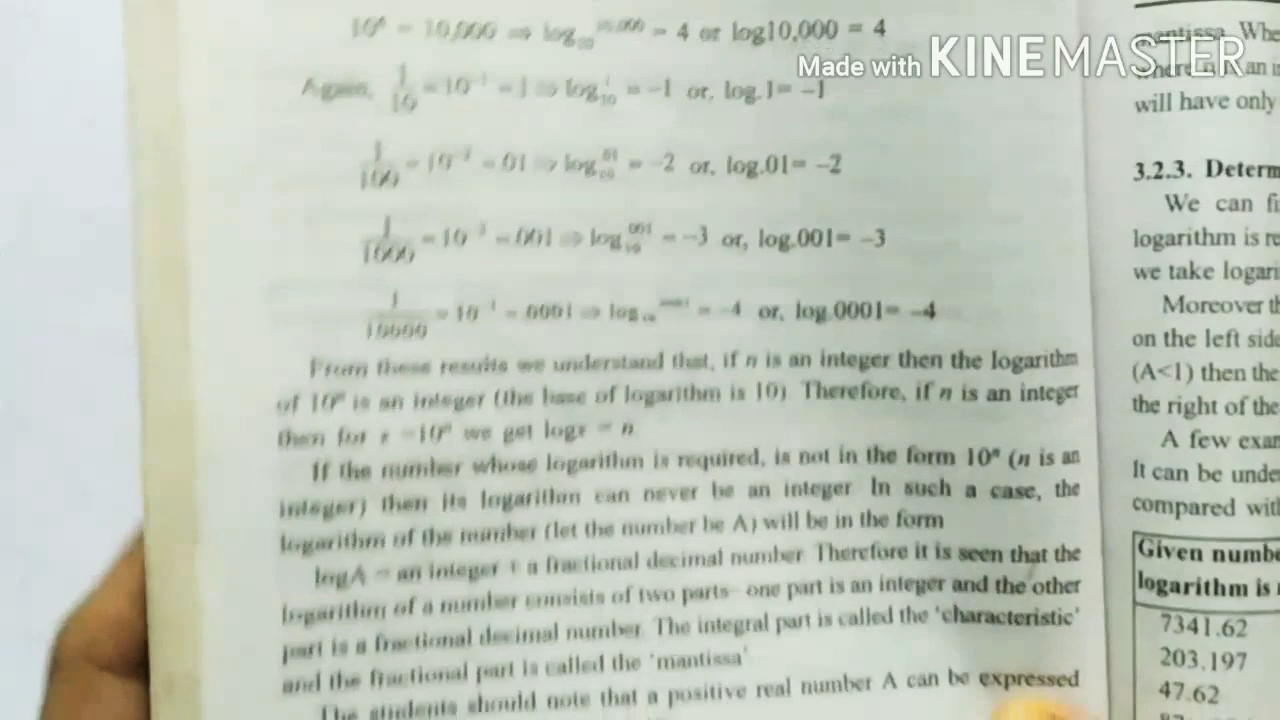 10⁴ = 10,000 ⇒ log₁₀^10,000 = 4 or log10,000 = 4
Made with KINEMASTER
Again, 1/10 = 10⁻¹ = .1 ⇒ log₁₀^.1 = -1 or, log.1= -1
1/100 = 10⁻² = .01 ⇒ log₁₀^.01 = -2 or, log.01= -2
1/1000 = 10⁻³ = .001 ⇒ log₁₀^.001 = -3 or, log.001= -3
1/10000 = .0001 ⇒ log₁₀ = -4 or, log.0001= -4
From these results we understand that, if n is an integer then the logarithm
of 10ⁿ is an integer (the base of logarithm is 10) Therefore, if n is an integer
then for x =10ⁿ we get logx = n
If the number whose logarithm is required, is not in the form 10ⁿ (n is an
integer) then its logarithm can never be an integer. In such a case, the
logarithm of the number (let the number be A) will be in the form
logA = an integer + a fractional decimal number. Therefore it is seen that the
logarithm of a number consists of two parts- one part is an integer and the other
part is a fractional decimal number. The integral part is called the 'characteristic'
and the fractional part is called the 'mantissa'
The students should note that a positive real number A can be expressed
mantissa. Whe
where is an i
will have only
3.2.3. Determ
We can fi
logarithm is re
we take logari
Moreover th
on the left side
(A<1) then the
the right of the
A few exan
It can be unde
compared with
Given numbe
logarithm is
7341.62
203.197
47.62